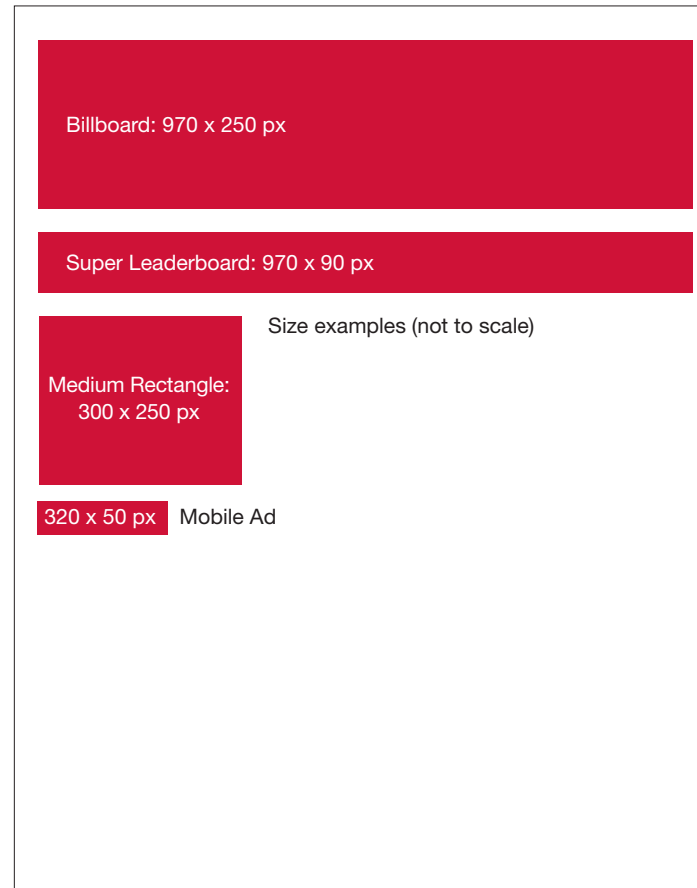 Billboard: 970 x 250 px
Super Leaderboard: 970 x 90 px
Size examples (not to scale)
Medium Rectangle:
300 x 250 px
320 x 50 px
Mobile Ad